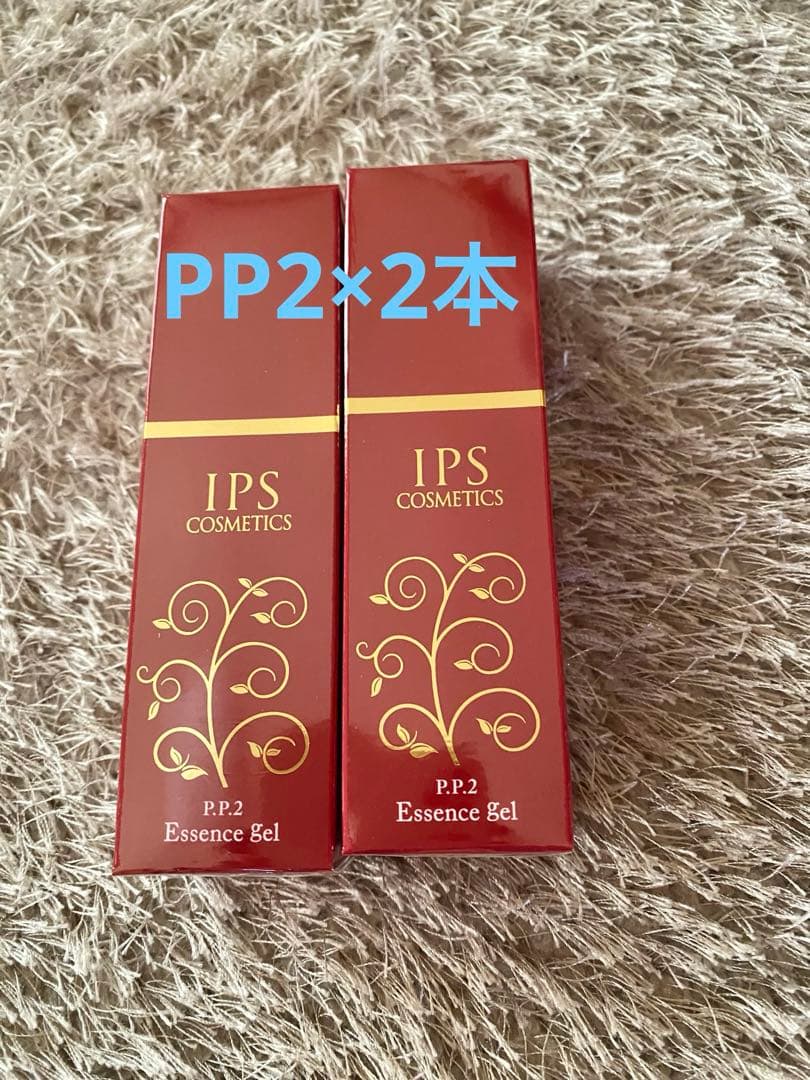 PP2×2本
IPS
COSMETICS
P.P.2
Essence gel
IPS
COSMETICS
P.P.2
Essence gel